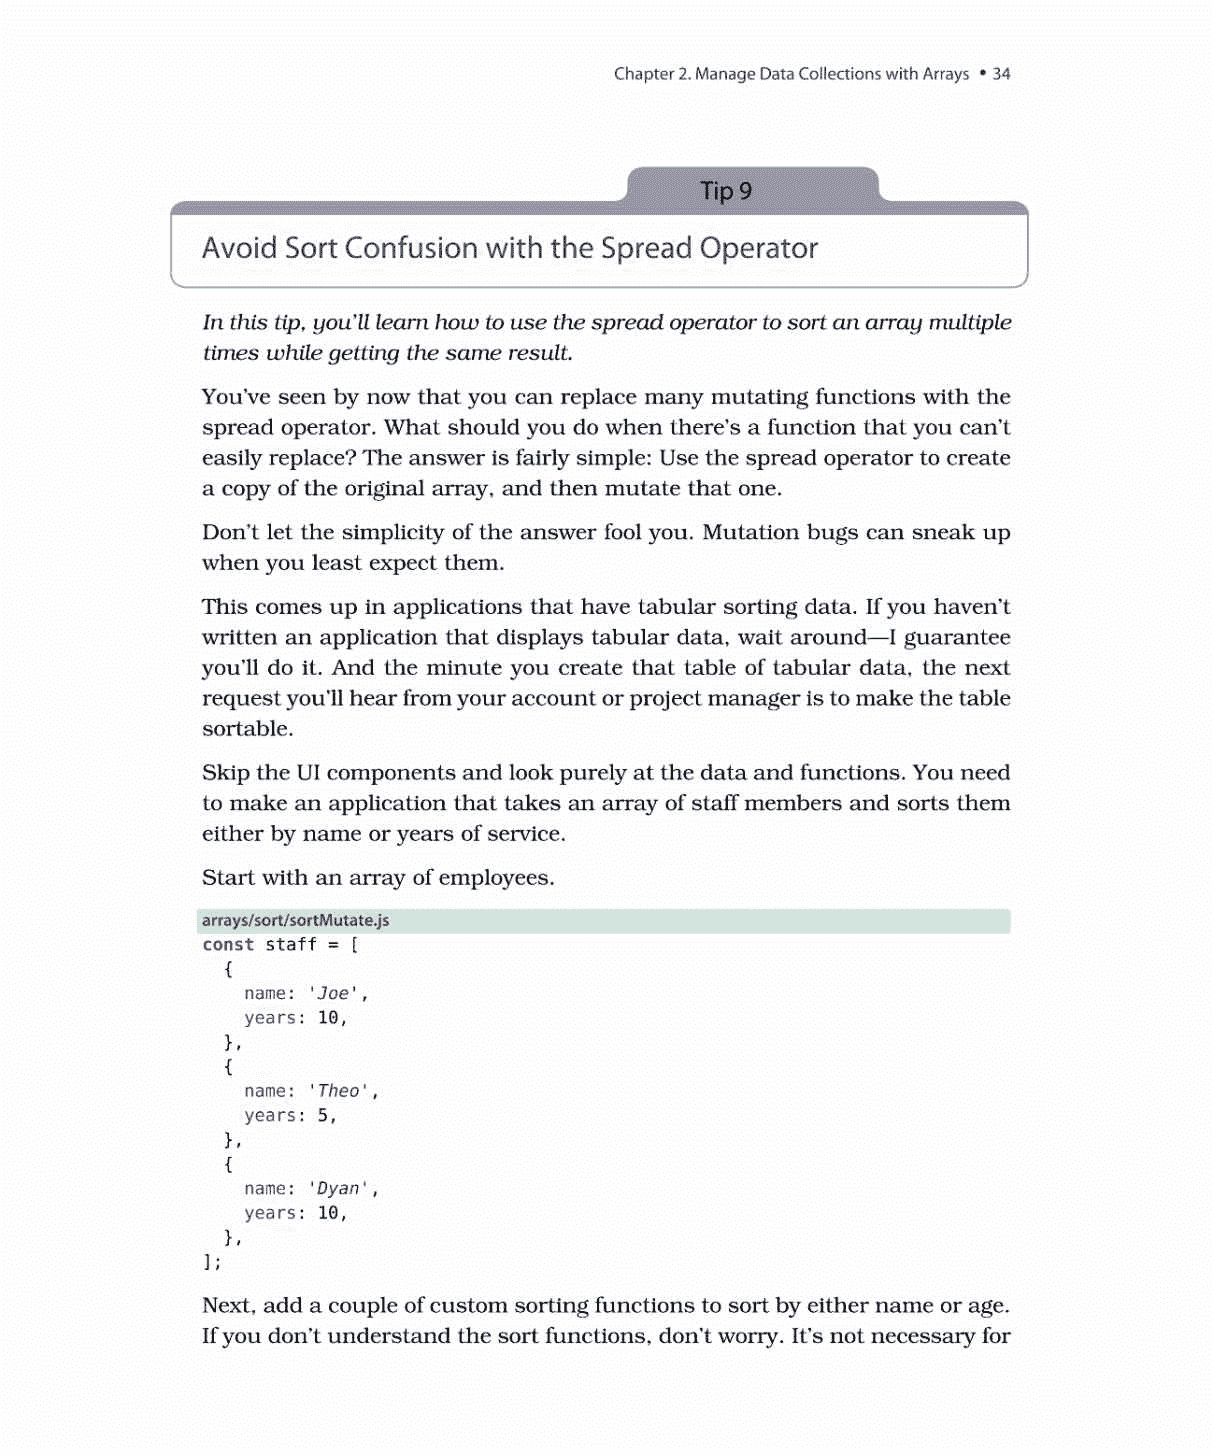 Chapter 2. Manage Data Collections with Arrays • 34
Tip 9
Avoid Sort Confusion with the Spread Operator
In this tip, you'll learn how to use the spread operator to sort an array multiple
times while getting the same result.
You've seen by now that you can replace many mutating functions with the
spread operator. What should you do when there's a function that you can't
easily replace? The answer is fairly simple: Use the spread operator to create
a copy of the original array, and then mutate that one.
Don't let the simplicity of the answer fool you. Mutation bugs can sneak up
when you least expect them.
This comes up in applications that have tabular sorting data. If you haven't
written an application that displays tabular data, wait around—I guarantee
you'll do it. And the minute you create that table of tabular data, the next
request you'll hear from your account or project manager is to make the table
sortable.
Skip the UI components and look purely at the data and functions. You need
to make an application that takes an array of staff members and sorts them
either by name or years of service.
Start with an array of employees.
arrays/sort/sortMutate.js
const staff = [
  {
    name: 'Joe',
    years: 10,
  },
  {
    name: 'Theo',
    years: 5,
  },
  {
    name: 'Dyan',
    years: 10,
  },
];
Next, add a couple of custom sorting functions to sort by either name or age.
If you don't understand the sort functions, don't worry. It's not necessary for